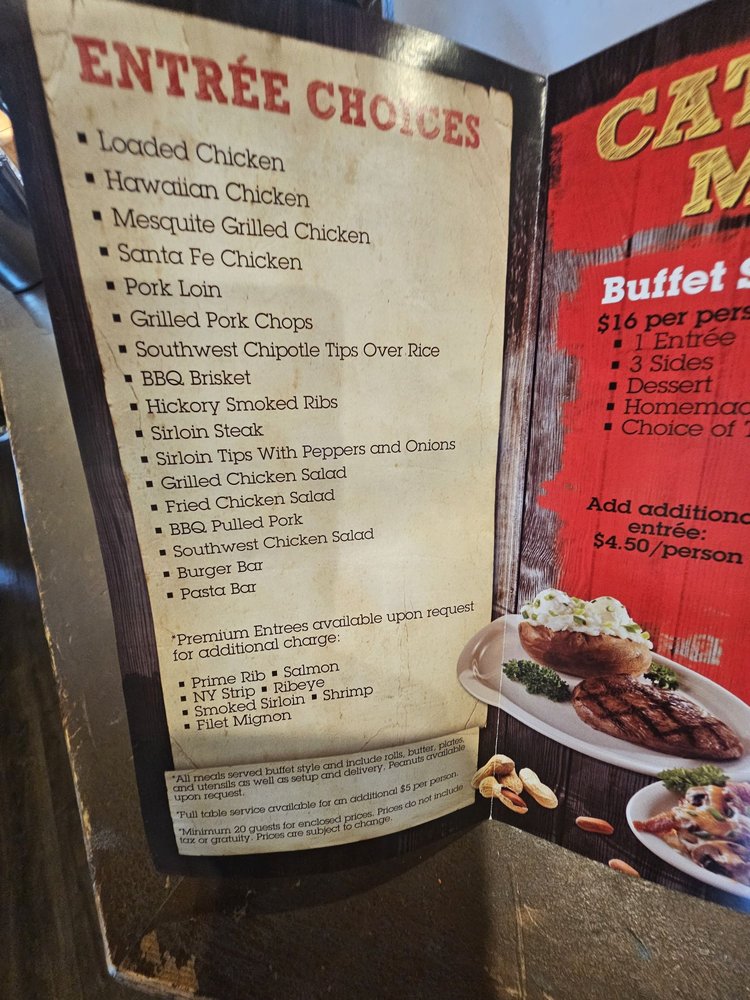 ENTRÉE CHOICES
▪ Loaded Chicken
▪ Hawaiian Chicken
▪ Mesquite Grilled Chicken
▪ Santa Fe Chicken
▪ Pork Loin
▪ Grilled Pork Chops
▪ Southwest Chipotle Tips Over Rice
▪ BBQ Brisket
▪ Hickory Smoked Ribs
▪ Sirloin Steak
▪ Sirloin Tips With Peppers and Onions
▪ Grilled Chicken Salad
▪ Fried Chicken Salad
▪ BBQ Pulled Pork
▪ Southwest Chicken Salad
▪ Burger Bar
▪ Pasta Bar
*Premium Entrees available upon request
for additional charge:
▪ Prime Rib ▪ Salmon
▪ NY Strip ▪ Ribeye
▪ Smoked Sirloin ▪ Shrimp
▪ Filet Mignon
*All meals served buffet style and include rolls, butter, plates,
and utensils as well as setup and delivery. Peanuts available
upon request.
*Full table service available for an additional $5 per person.
*Minimum 20 guests for enclosed prices. Prices do not include
tax or gratuity. Prices are subject to change.
CAT
M
Buffet S
$16 per pers
▪ 1 Entrée
▪ 3 Sides
▪ Dessert
▪ Homemad
▪ Choice of
Add additiona
entrée:
$4.50/person